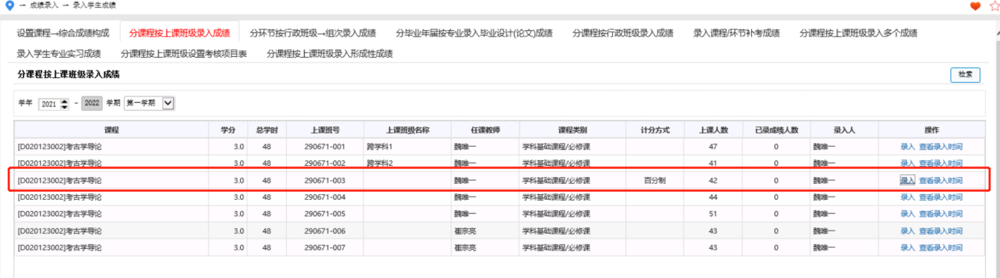 → 成绩录入 → 录入学生成绩
设置课程→综合成绩构成 分课程按上课班级录入成绩 分环节按行政班级→组次录入成绩 分毕业年届按专业录入毕业设计(论文)成绩 分课程按行政班级录入成绩 录入课程/环节补考成绩 分课程按上课班级录入多个成绩
录入学生专业实习成绩 分课程按上课班级设置考核项目表 分课程按上课班级录入形成性成绩
分课程按上课班级录入成绩 检索
学年 2021 - 2022 学期 第一学期
课程 学分 总学时 上课班号 上课班级名称 任课教师 课程类别 计分方式 上课人数 已录成绩人数 录入人 操作
[D020123002]考古学导论 3.0 48 290671-001 跨学科1 魏唯一 学科基础课程/必修课 47 0 魏唯一 录入 查看录入时间
[D020123002]考古学导论 3.0 48 290671-002 跨学科2 魏唯一 学科基础课程/必修课 41 0 魏唯一 录入 查看录入时间
[D020123002]考古学导论 3.0 48 290671-003 魏唯一 学科基础课程/必修课 百分制 42 0 魏唯一 录入 查看录入时间
[D020123002]考古学导论 3.0 48 290671-004 魏唯一 学科基础课程/必修课 44 0 魏唯一 录入 查看录入时间
[D020123002]考古学导论 3.0 48 290671-005 魏唯一 学科基础课程/必修课 51 0 魏唯一 录入 查看录入时间
[D020123002]考古学导论 3.0 48 290671-006 崔宗亮 学科基础课程/必修课 43 0 魏唯一 录入 查看录入时间
[D020123002]考古学导论 3.0 48 290671-007 崔宗亮 学科基础课程/必修课 43 0 魏唯一 录入 查看录入时间